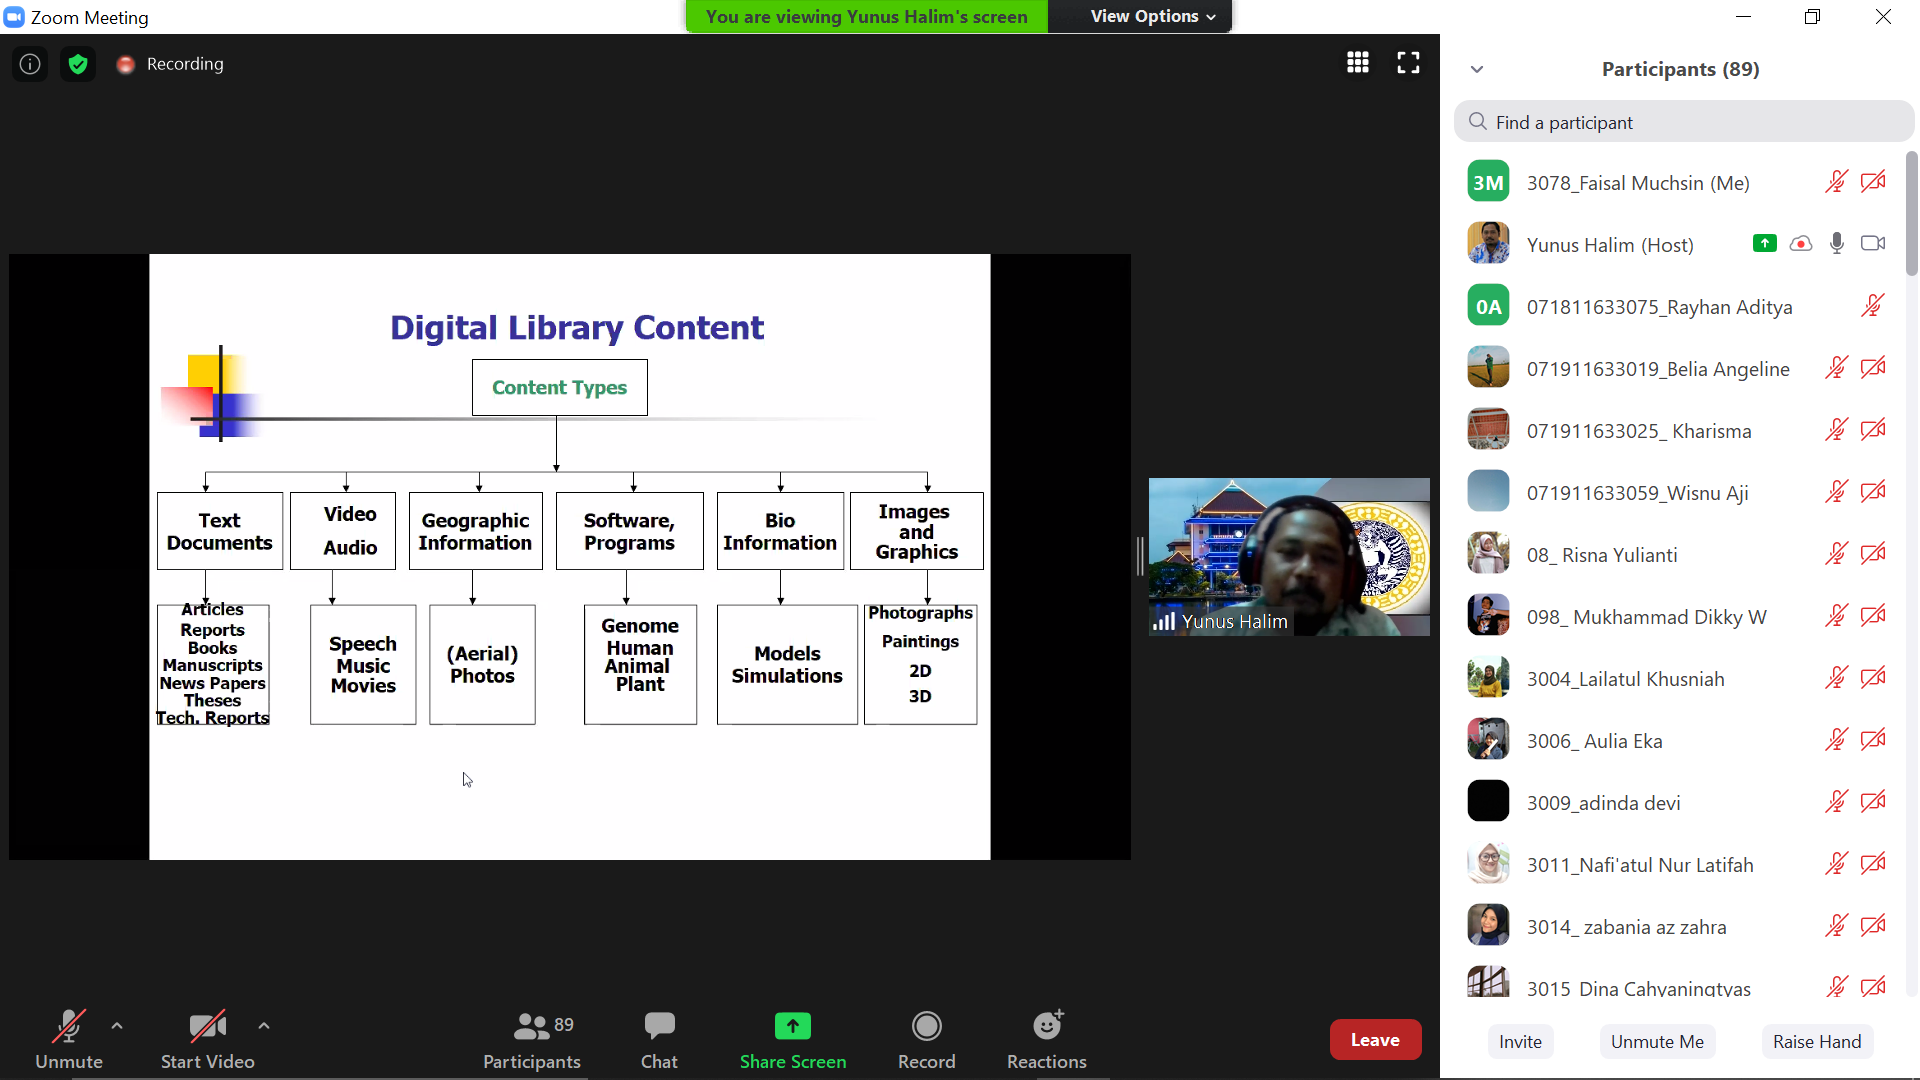 Zoom Meeting
You are viewing Yunus Halim's screen
View Options
Recording
Digital Library Content
Content Types
Text
Documents
Video
Audio
Geographic
Information
Software,
Programs
Bio
Information
Images
and
Graphics
Articles
Reports
Books
Manuscripts
News Papers
Theses
Tech. Reports
Speech
Music
Movies
(Aerial)
Photos
Genome
Human
Animal
Plant
Models
Simulations
Photographs
Paintings
2D
3D
Yunus Halim
Participants (89)
Find a participant
3M 3078_Faisal Muchsin (Me)
Yunus Halim (Host)
0A 071811633075_Rayhan Aditya
071911633019_Belia Angeline
071911633025_ Kharisma
071911633059_Wisnu Aji
08_ Risna Yulianti
098_ Mukhammad Dikky W
3004_Lailatul Khusniah
3006_ Aulia Eka
3009_adinda devi
3011_Nafi'atul Nur Latifah
3014_ zabania az zahra
3015_Dina Cahyaningtyas
Unmute
Start Video
89
Participants
Chat
Share Screen
Record
Reactions
Leave
Invite
Unmute Me
Raise Hand